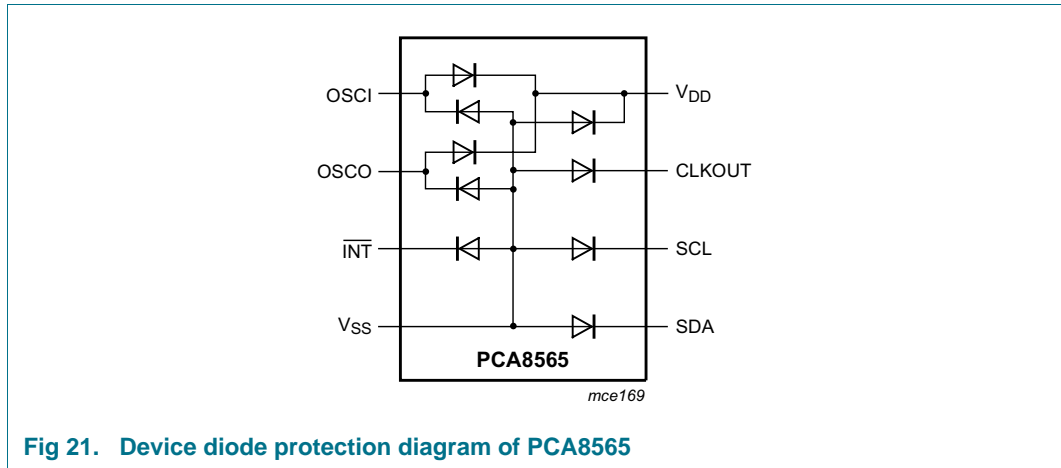 OSCI
VDD
OSCO
CLKOUT
INT
SCL
VSS
SDA
PCA8565
mce169
Fig 21. Device diode protection diagram of PCA8565